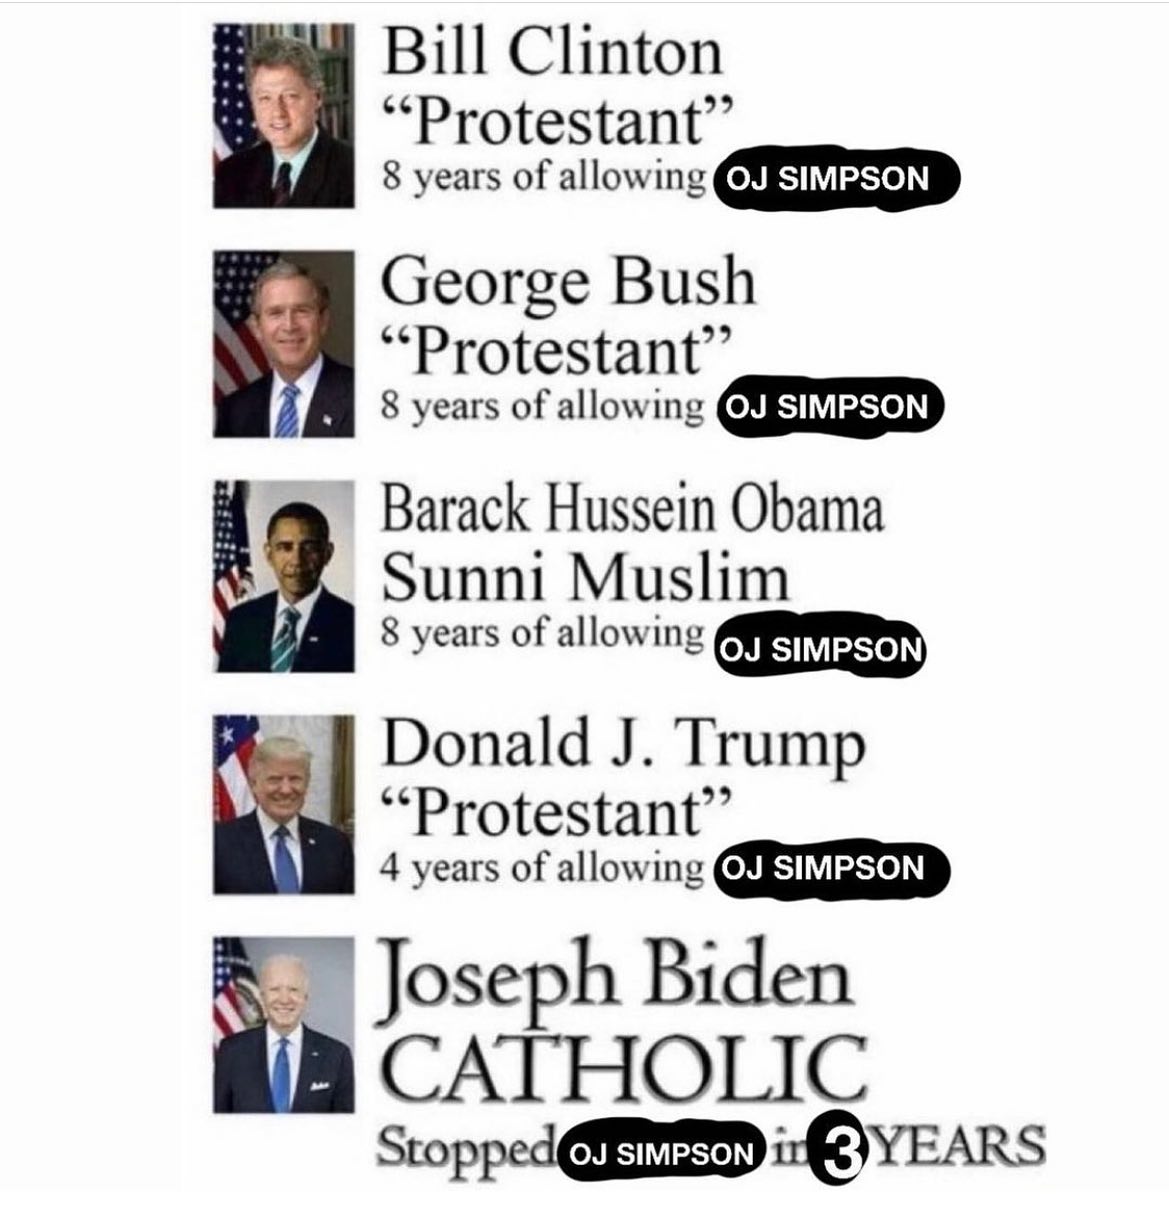 Bill Clinton
“Protestant”
8 years of allowing OJ SIMPSON
George Bush
“Protestant”
8 years of allowing OJ SIMPSON
Barack Hussein Obama
Sunni Muslim
8 years of allowing OJ SIMPSON
Donald J. Trump
“Protestant”
4 years of allowing OJ SIMPSON
Joseph Biden
CATHOLIC
Stopped OJ SIMPSON in 3 YEARS